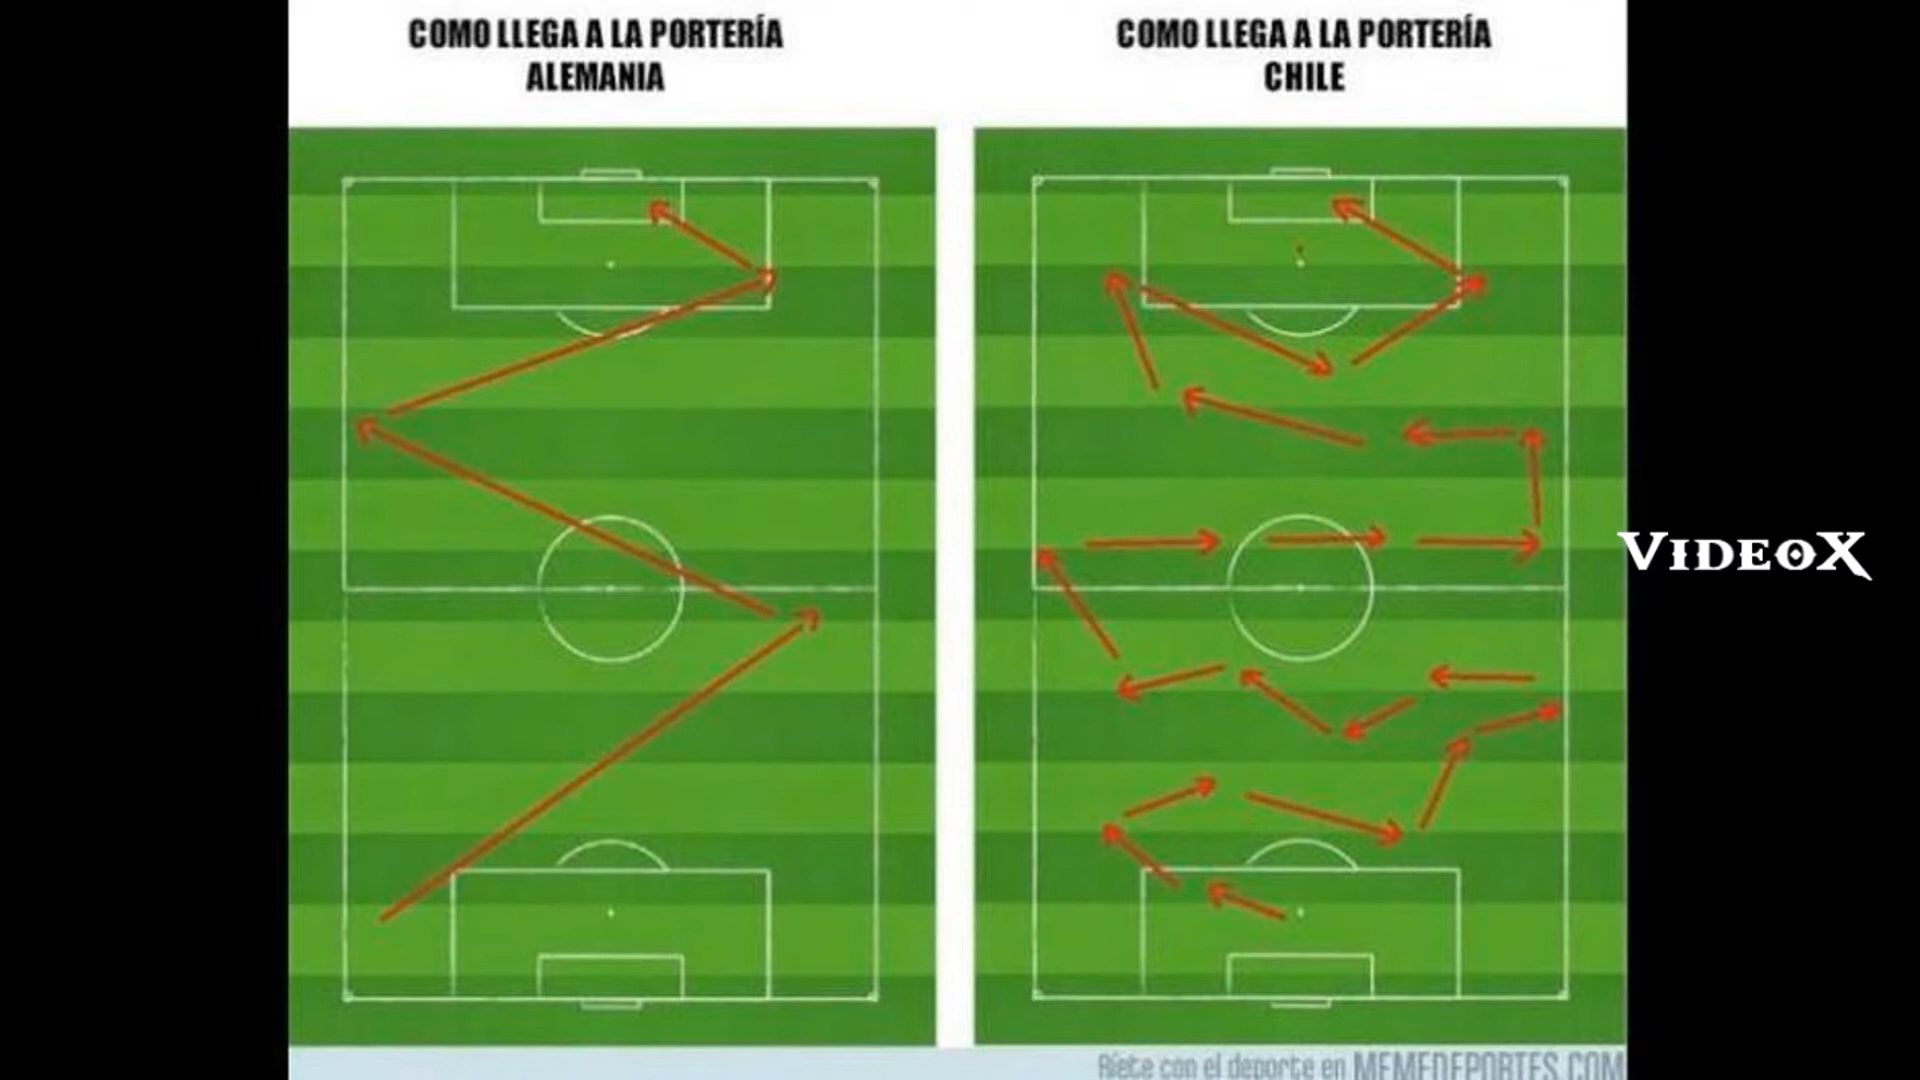 COMO LLEGA A LA PORTERÍA
ALEMANIA
COMO LLEGA A LA PORTERÍA
CHILE
VIDEOX
Ríete con el deporte en MEMEDEPORTES.COM